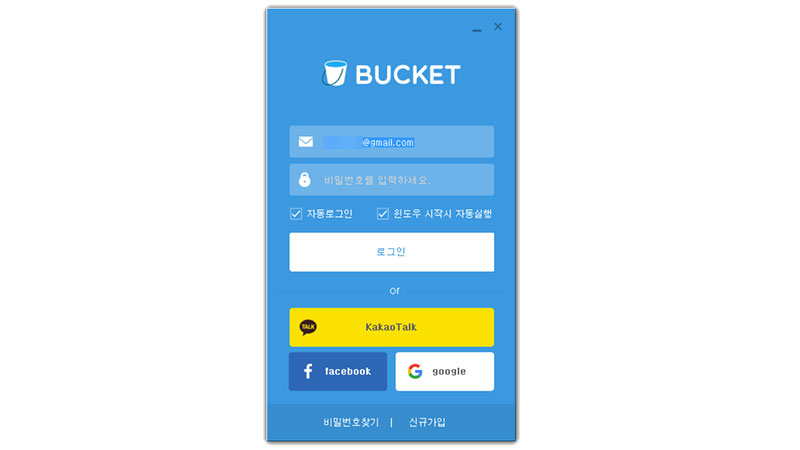 BUCKET
@gmail.com
비밀번호를 입력하세요.
자동로그인 윈도우 시작시 자동실행
로그인
or
TALK KakaoTalk
f facebook G google
비밀번호찾기 | 신규가입